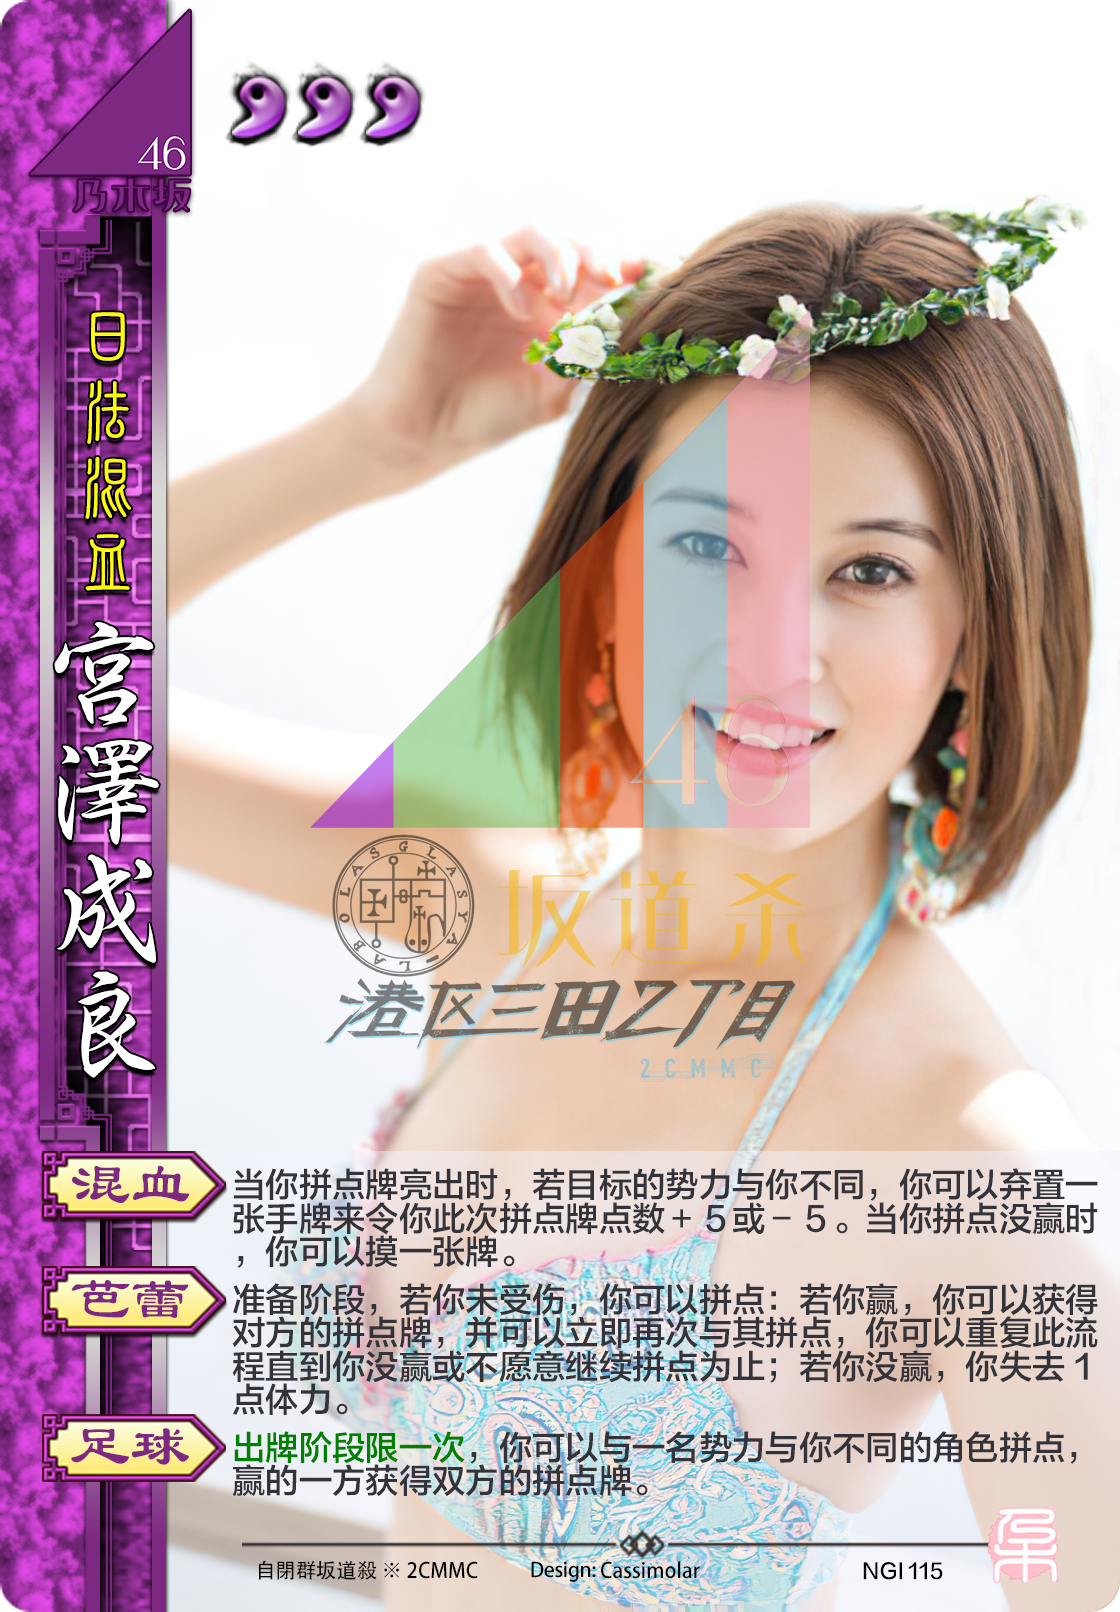 46
乃木坂
日法混血
宮澤成良
46
GLASYA-LABOLAS
坂道杀
港区三田乙丁目
2CMMC
混血
当你拼点牌亮出时，若目标的势力与你不同，你可以弃置一
张手牌来令你此次拼点牌点数＋５或－５。当你拼点没赢时
，你可以摸一张牌。
芭蕾
准备阶段，若你未受伤，你可以拼点：若你赢，你可以获得
对方的拼点牌，并可以立即再次与其拼点，你可以重复此流
程直到你没赢或不愿意继续拼点为止；若你没赢，你失去１
点体力。
足球
出牌阶段限一次，你可以与一名势力与你不同的角色拼点，
赢的一方获得双方的拼点牌。
自閉群坂道殺 ※ 2CMMC
Design: Cassimolar
NGI 115